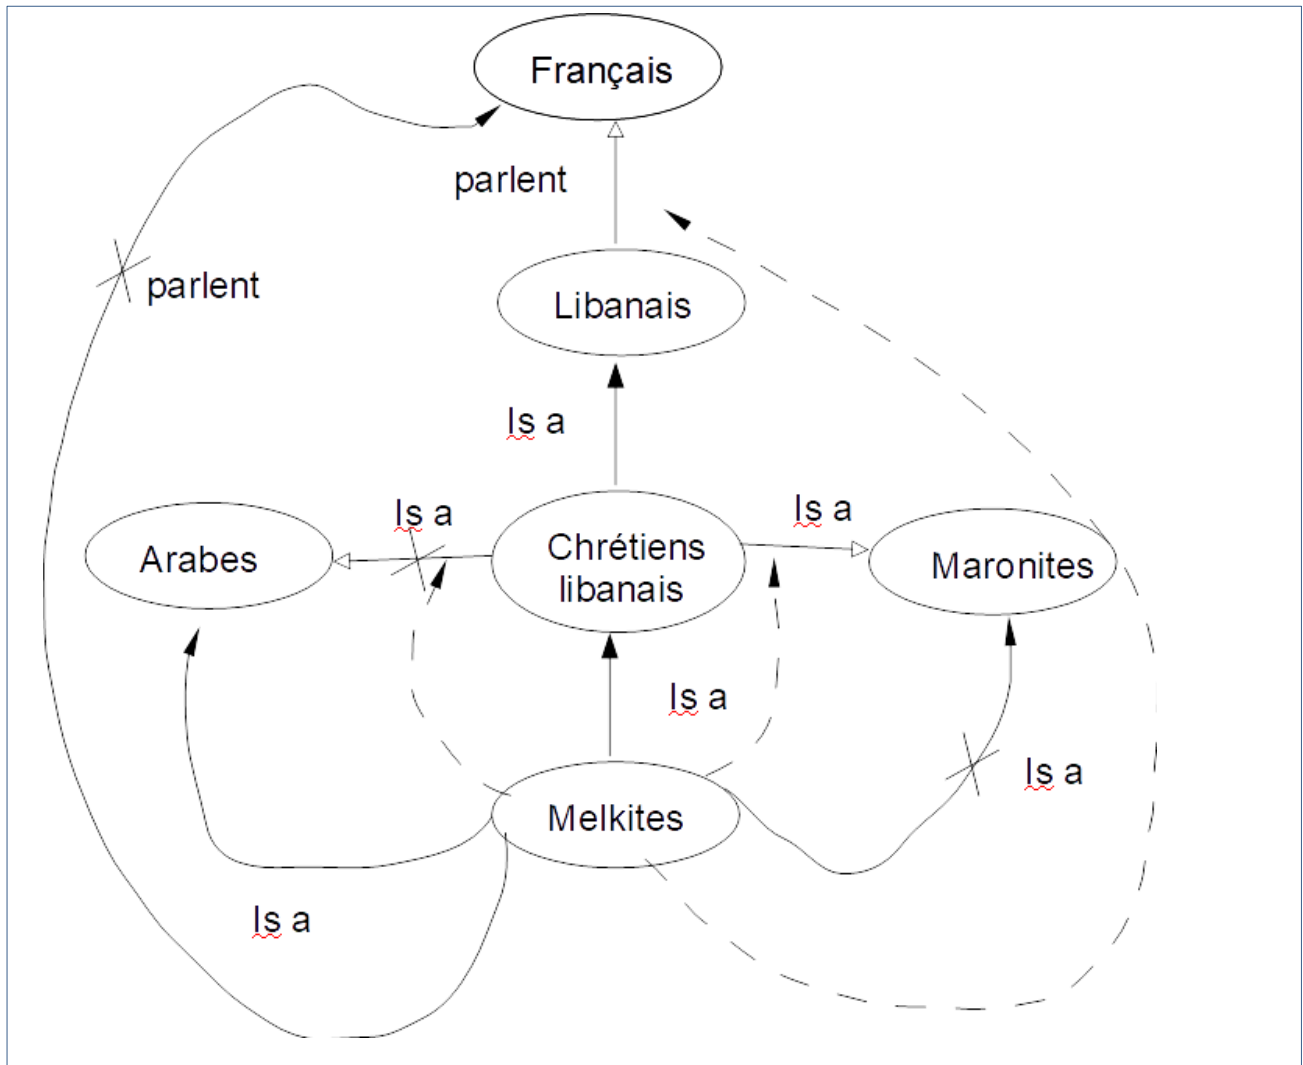 Français
parlent
parlent
Libanais
Is a
Is a
Is a
Arabes
Chrétiens
libanais
Maronites
Is a
Is a
Melkites
Is a